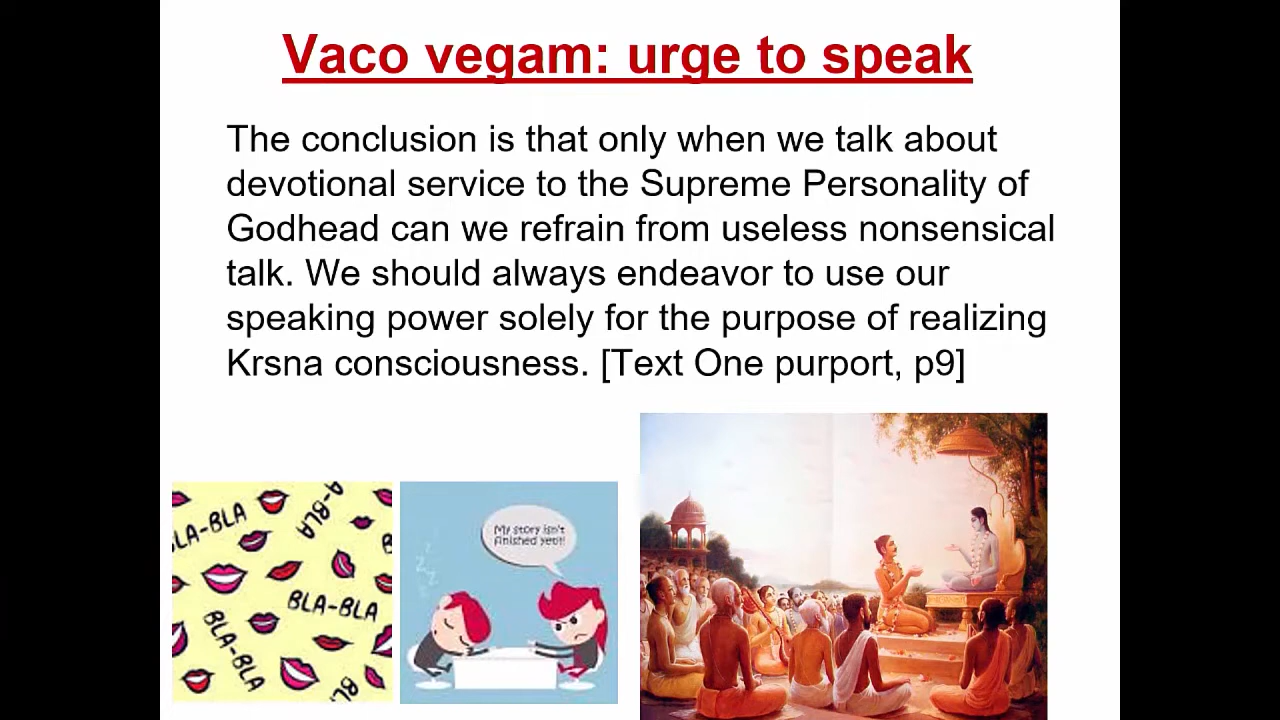 Vaco vegam: urge to speak
The conclusion is that only when we talk about
devotional service to the Supreme Personality of
Godhead can we refrain from useless nonsensical
talk. We should always endeavor to use our
speaking power solely for the purpose of realizing
Krsna consciousness. [Text One purport, p9]
LA-BLA
A-BLA
B
BLA-BLA
BLA-BLA
BL
My story isn't
finished yet!!
z
z
z